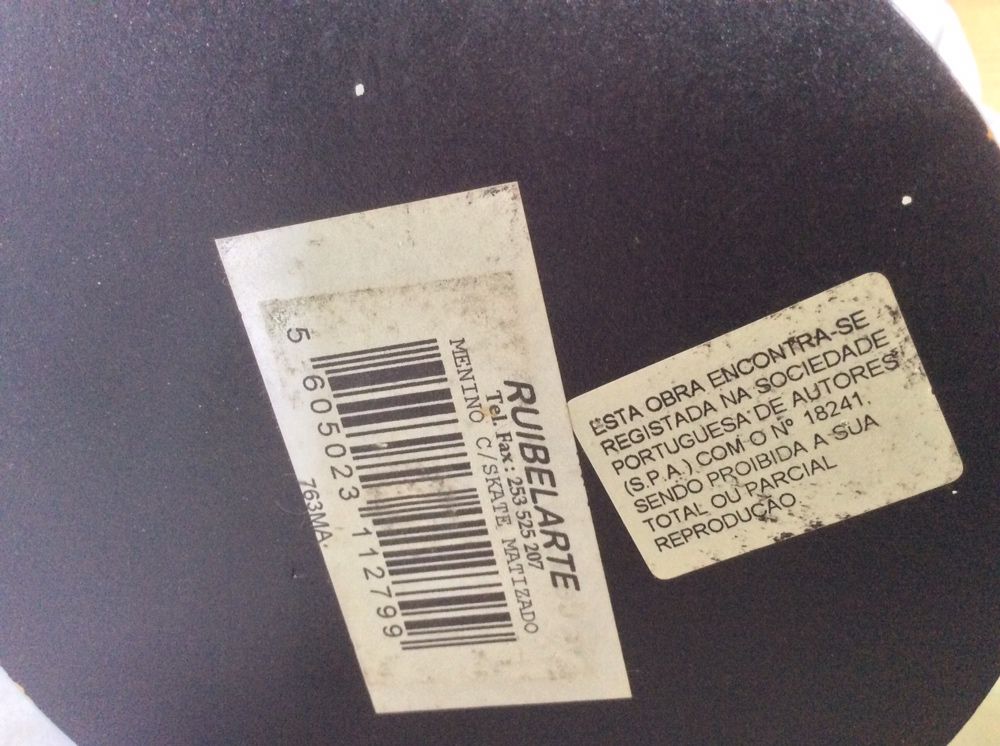 RUIBELARTE
Tel. Fax: 253 525 207
MENINO C/SKATE MATIZADO
5 605023 112799
763MA.
ESTA OBRA ENCONTRA-SE
REGISTADA NA SOCIEDADE
PORTUGUESA DE AUTORES
(S.P.A.) COM O Nº 18241,
SENDO PROIBIDA A SUA
TOTAL OU PARCIAL
REPRODUÇÃO